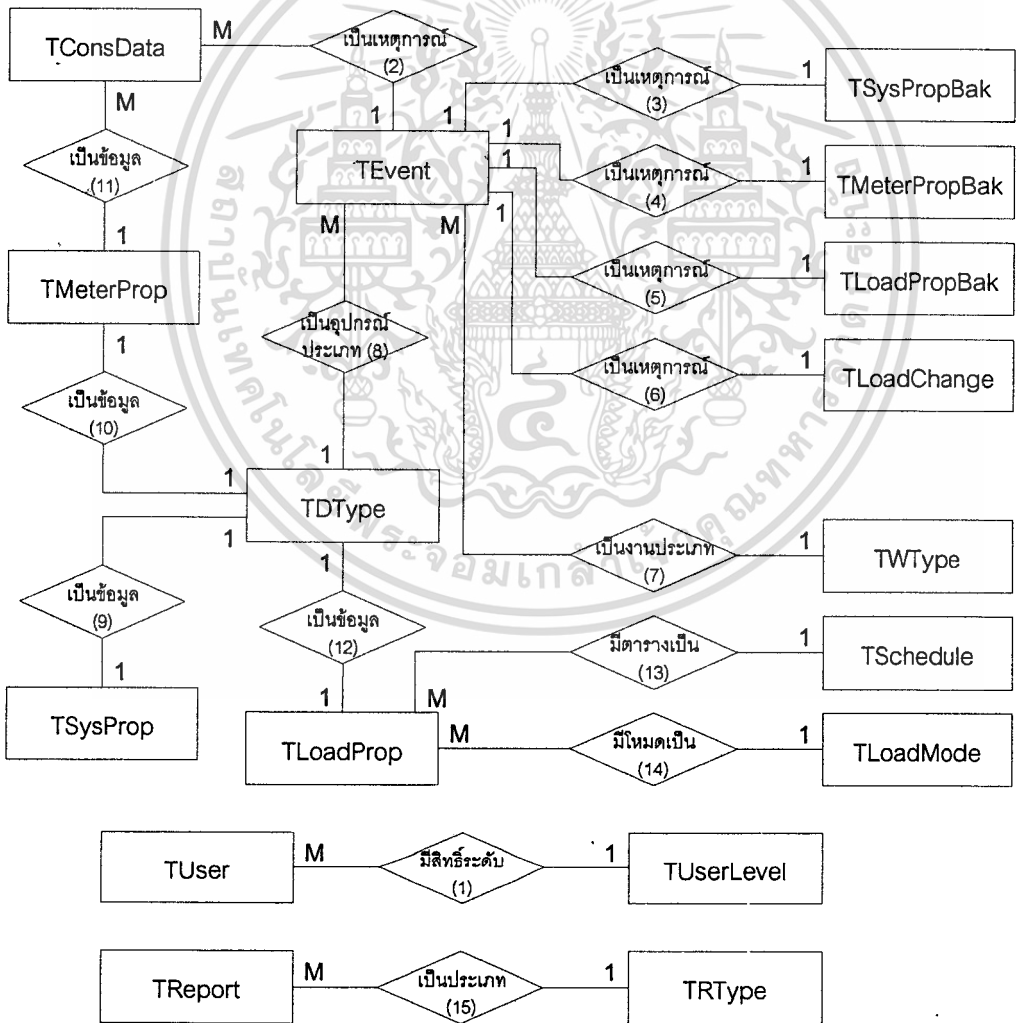 TConsData
M
เป็นเหตุการณ์
(2)
เป็นเหตุการณ์
(3)
1
TSysPropBak
M
1
1
เป็นข้อมูล
(11)
TEvent
1
1
1
เป็นเหตุการณ์
(4)
1
TMeterPropBak
1
M
M
TMeterProp
เป็นเหตุการณ์
(5)
1
TLoadPropBak
1
เป็นอุปกรณ์
ประเภท (8)
เป็นเหตุการณ์
(6)
1
TLoadChange
เป็นข้อมูล
(10)
1
1
TDType
1
1
เป็นงานประเภท
(7)
1
TWType
เป็นข้อมูล
(9)
เป็นข้อมูล
(12)
มีตารางเป็น
(13)
1
TSchedule
1
1
M
TSysProp
TLoadProp
M
มีโหมดเป็น
(14)
1
TLoadMode
TUser
M
มีสิทธิ์ระดับ
(1)
1
TUserLevel
TReport
M
เป็นประเภท
(15)
1
TRType